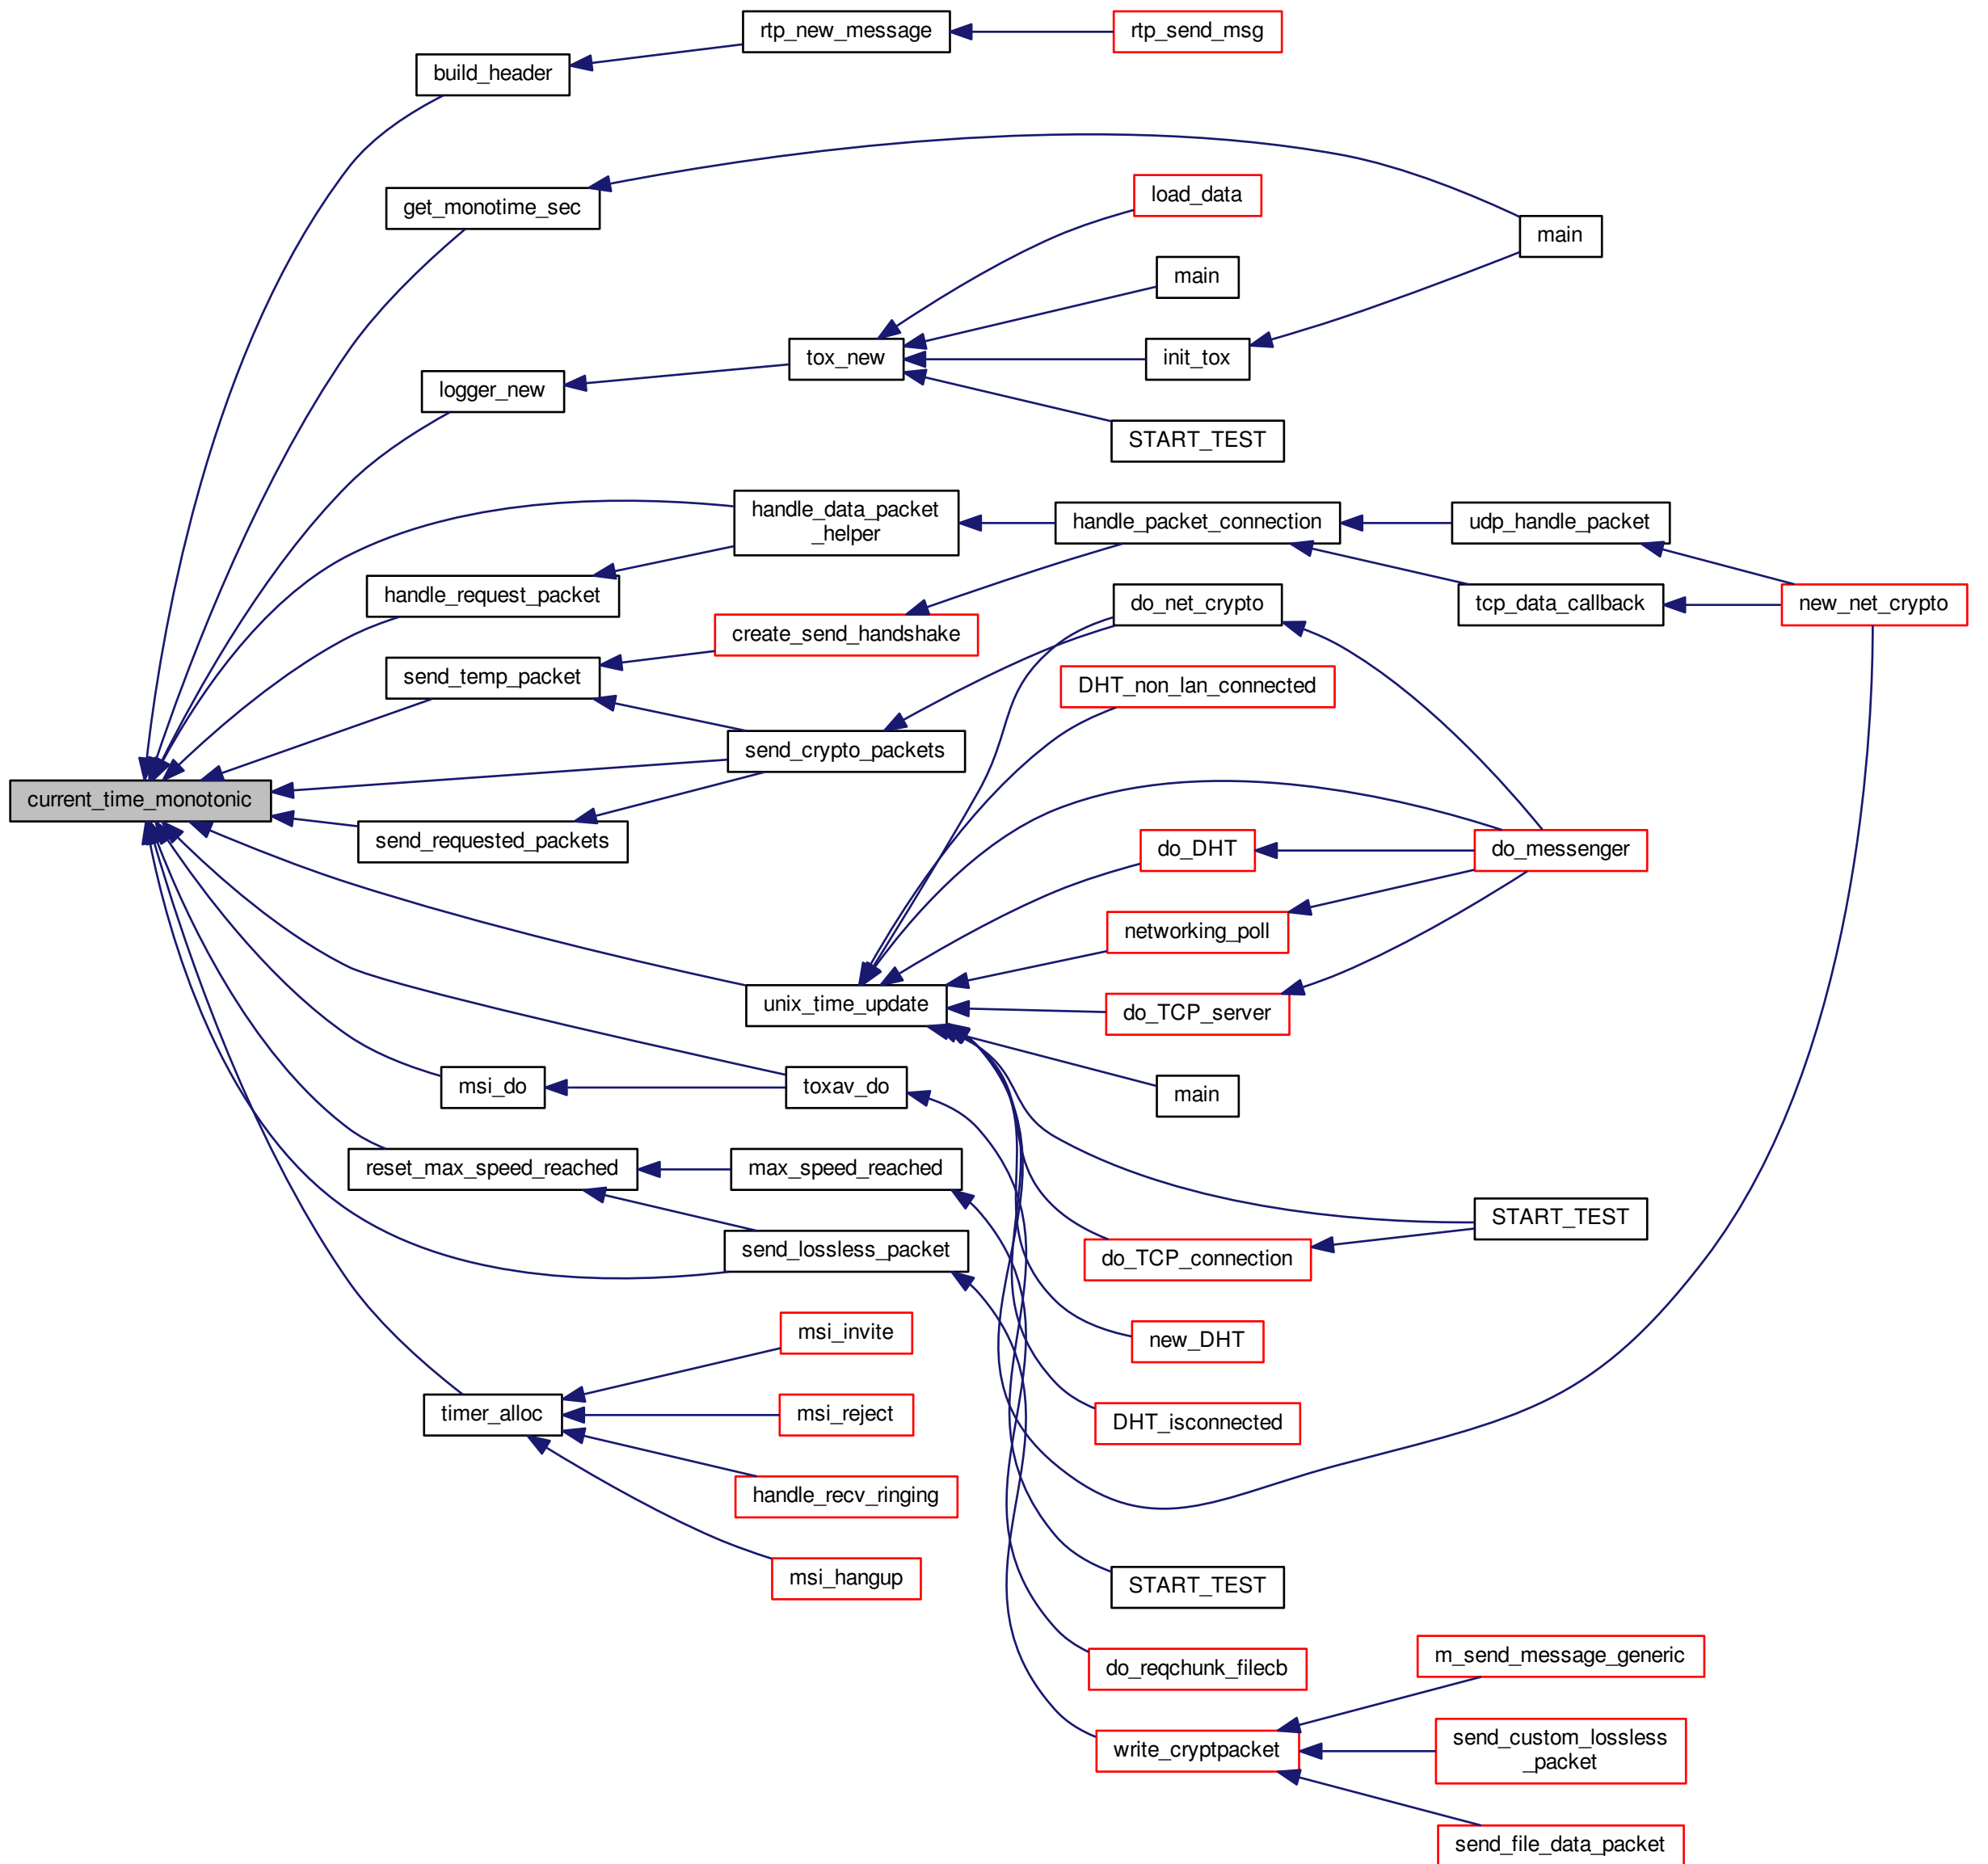 rtp_new_message
rtp_send_msg
build_header
load_data
get_monotime_sec
main
main
tox_new
init_tox
logger_new
START_TEST
handle_data_packet
_helper
handle_packet_connection
udp_handle_packet
handle_request_packet
do_net_crypto
tcp_data_callback
new_net_crypto
create_send_handshake
send_temp_packet
DHT_non_lan_connected
send_crypto_packets
current_time_monotonic
send_requested_packets
do_DHT
do_messenger
networking_poll
unix_time_update
do_TCP_server
msi_do
toxav_do
main
reset_max_speed_reached
max_speed_reached
START_TEST
send_lossless_packet
do_TCP_connection
msi_invite
new_DHT
timer_alloc
msi_reject
DHT_isconnected
handle_recv_ringing
msi_hangup
START_TEST
do_reqchunk_filecb
m_send_message_generic
write_cryptpacket
send_custom_lossless
_packet
send_file_data_packet